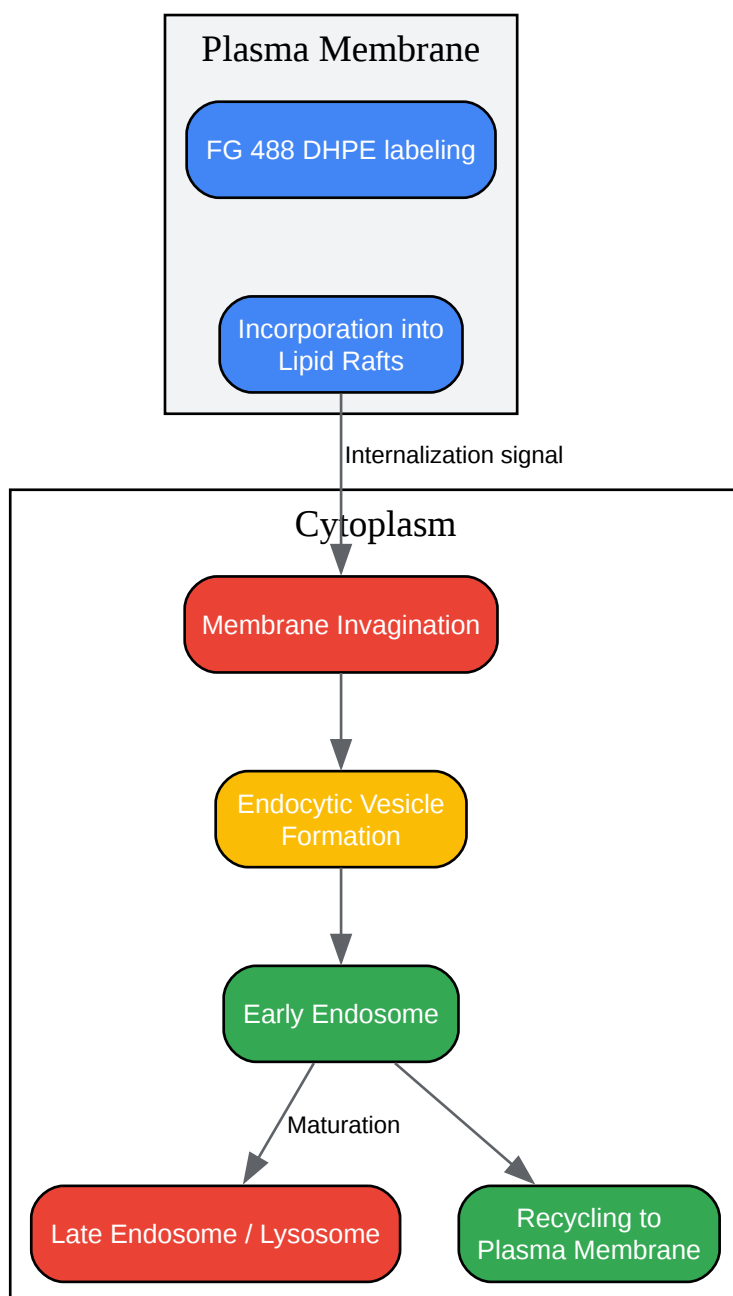 Plasma Membrane
FG 488 DHPE labeling
Incorporation into
Lipid Rafts
Internalization signal
Cytoplasm
Membrane Invagination
Endocytic Vesicle
Formation
Early Endosome
Maturation
Late Endosome / Lysosome
Recycling to
Plasma Membrane